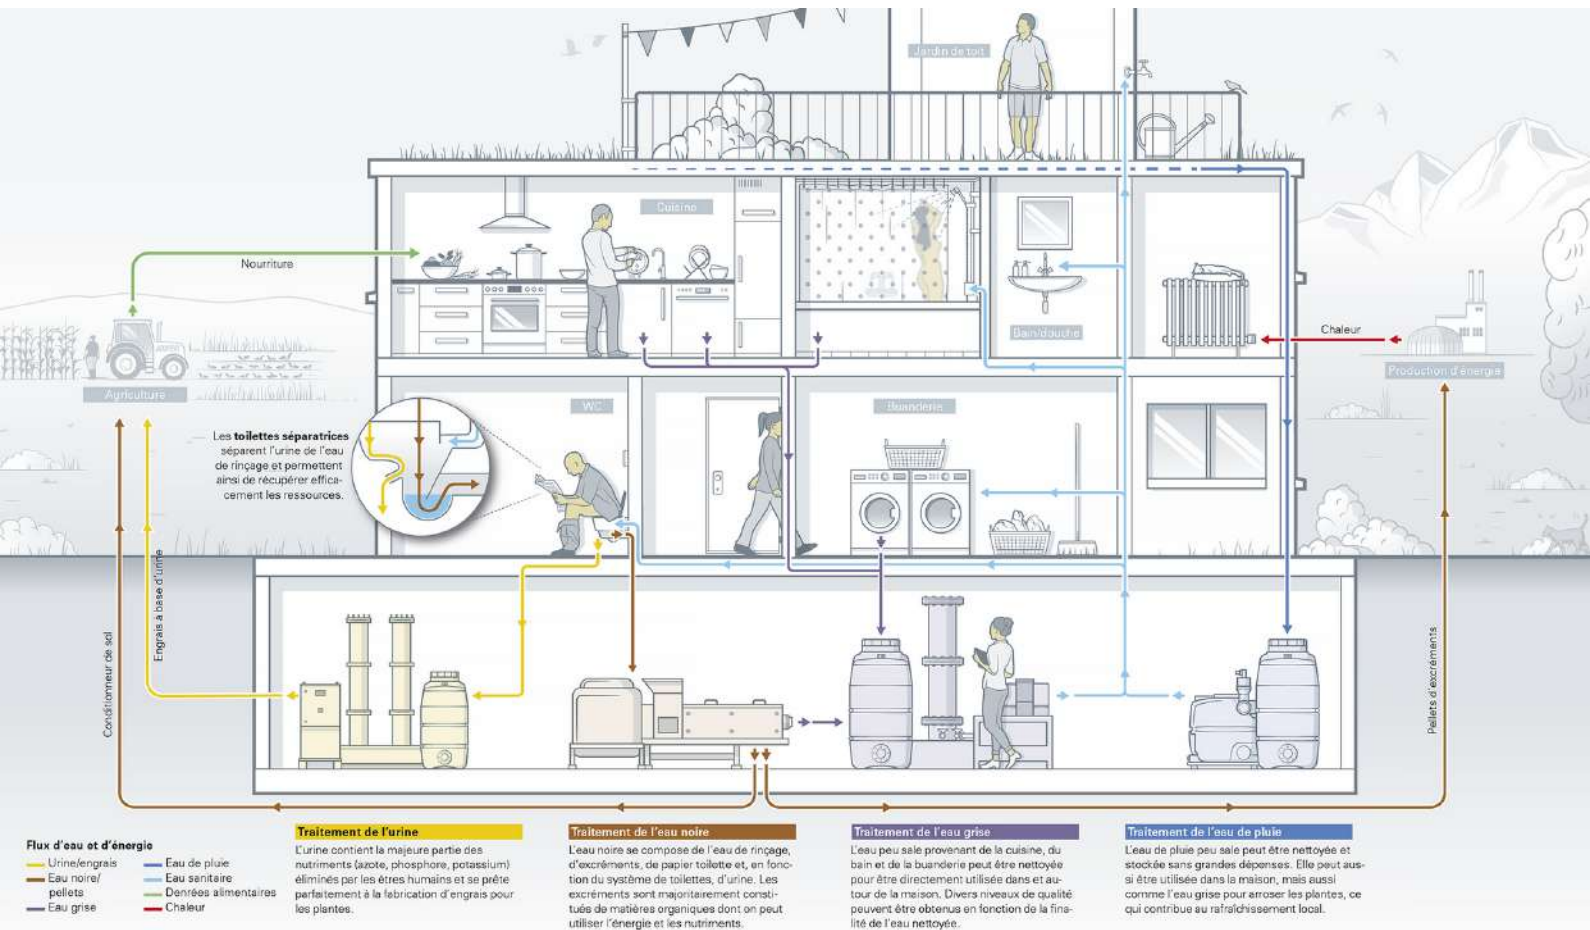 Jardin de toit
Cuisine
Nourriture
Bain/douche
Chaleur
Production d'énergie
Agriculture
WC
Buanderie
Les toilettes séparatrices
séparent l'urine de l'eau
de rinçage et permettent
ainsi de récupérer effica-
cement les ressources.
Conditionneur de sol
Engrais à base d'urine
Pellets d'excréments
Flux d'eau et d'énergie
Urine/engrais
Eau noire/
pellets
Eau grise
Eau de pluie
Eau sanitaire
Denrées alimentaires
Chaleur
Traitement de l'urine
L'urine contient la majeure partie des
nutriments (azote, phosphore, potassium)
éliminés par les êtres humains et se prête
parfaitement à la fabrication d'engrais pour
les plantes.
Traitement de l'eau noire
L'eau noire se compose de l'eau de rinçage,
d'excréments, de papier toilette et, en fonc-
tion du système de toilettes, d'urine. Les
excréments sont majoritairement consti-
tués de matières organiques dont on peut
utiliser l'énergie et les nutriments.
Traitement de l'eau grise
L'eau peu sale provenant de la cuisine, du
bain et de la buanderie peut être nettoyée
pour être directement utilisée dans et au-
tour de la maison. Divers niveaux de qualité
peuvent être obtenus en fonction de la fina-
lité de l'eau nettoyée.
Traitement de l'eau de pluie
L'eau de pluie peu sale peut être nettoyée et
stockée sans grandes dépenses. Elle peut aus-
si être utilisée dans la maison, mais aussi
comme l'eau grise pour arroser les plantes, ce
qui contribue au rafraîchissement local.